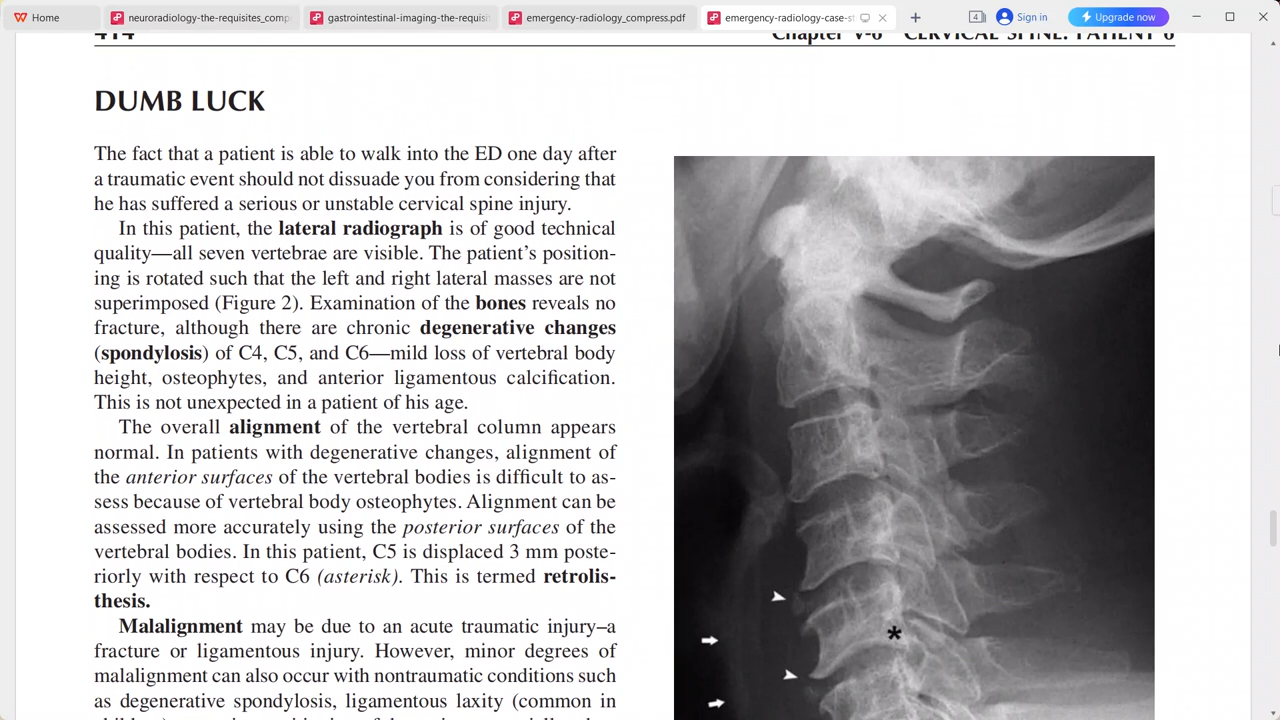 Home
neuroradiology-the-requisites_comp
gastrointestinal-imaging-the-requisit
emergency-radiology_compress.pdf
emergency-radiology-case-st
4
Sign in
Upgrade now
414
Chapter V-6 CERVICAL SPINE: PATIENT 6
DUMB LUCK
The fact that a patient is able to walk into the ED one day after
a traumatic event should not dissuade you from considering that
he has suffered a serious or unstable cervical spine injury.
In this patient, the lateral radiograph is of good technical
quality—all seven vertebrae are visible. The patient's position-
ing is rotated such that the left and right lateral masses are not
superimposed (Figure 2). Examination of the bones reveals no
fracture, although there are chronic degenerative changes
(spondylosis) of C4, C5, and C6—mild loss of vertebral body
height, osteophytes, and anterior ligamentous calcification.
This is not unexpected in a patient of his age.
The overall alignment of the vertebral column appears
normal. In patients with degenerative changes, alignment of
the anterior surfaces of the vertebral bodies is difficult to as-
sess because of vertebral body osteophytes. Alignment can be
assessed more accurately using the posterior surfaces of the
vertebral bodies. In this patient, C5 is displaced 3 mm poste-
riorly with respect to C6 (asterisk). This is termed retrolis-
thesis.
Malalignment may be due to an acute traumatic injury–a
fracture or ligamentous injury. However, minor degrees of
malalignment can also occur with nontraumatic conditions such
as degenerative spondylosis, ligamentous laxity (common in
*